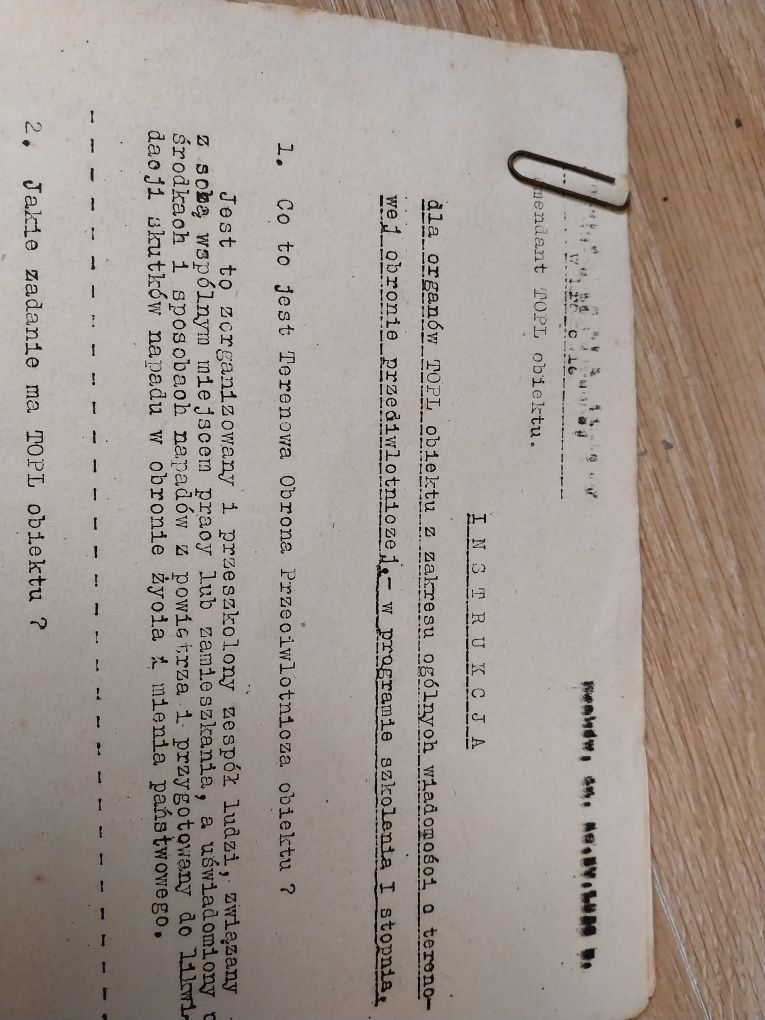 mendant TOPL obiektu.
I N S T R U K C J A
dla organów TOPL obiektu z zakresu ogólnych wiadomości o tereno-
wej obronie przeciwlotniczej,- w programie szkolenia I stopnia.
1. Co to jest Terenowa Obrona Przeciwlotnicza obiektu ?
Jest to zorganizowany i przeszkolony zespół ludzi, związany
z sobą wspólnym miejscem pracy lub zamieszkania, a uświadomiony
środkach i sposobach napadów z powietrza i przygotowany do likwi
dacji skutków napadu w obronie życia i mienia państwowego.
2. Jakie zadanie ma TOPL obiektu ?